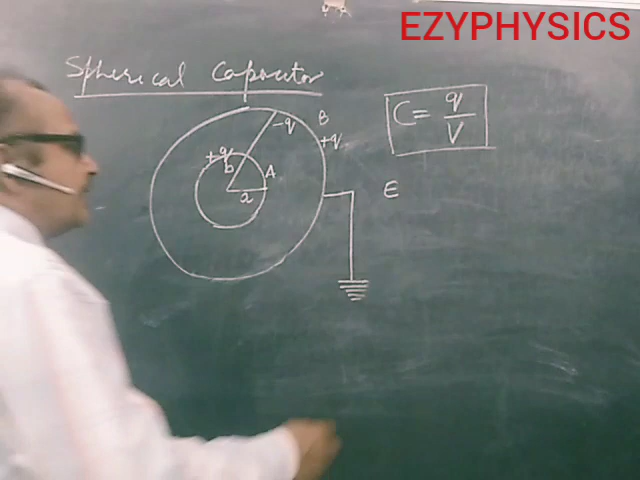 EZYPHYSICS
Spherical Capacitor
C = q/V
B
-q
+q
+q
b
A
a
E